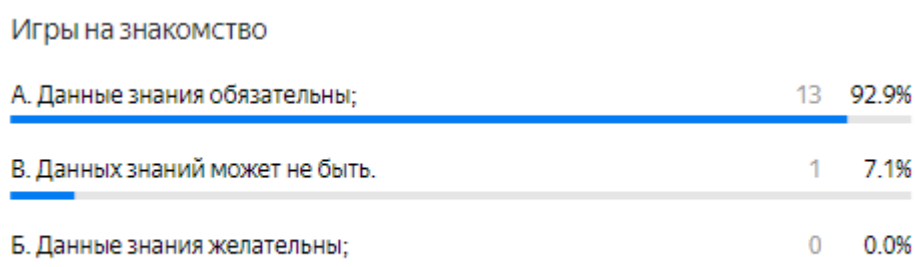 Игры на знакомство
А. Данные знания обязательны; 13 92.9%
В. Данных знаний может не быть. 1 7.1%
Б. Данные знания желательны; 0 0.0%